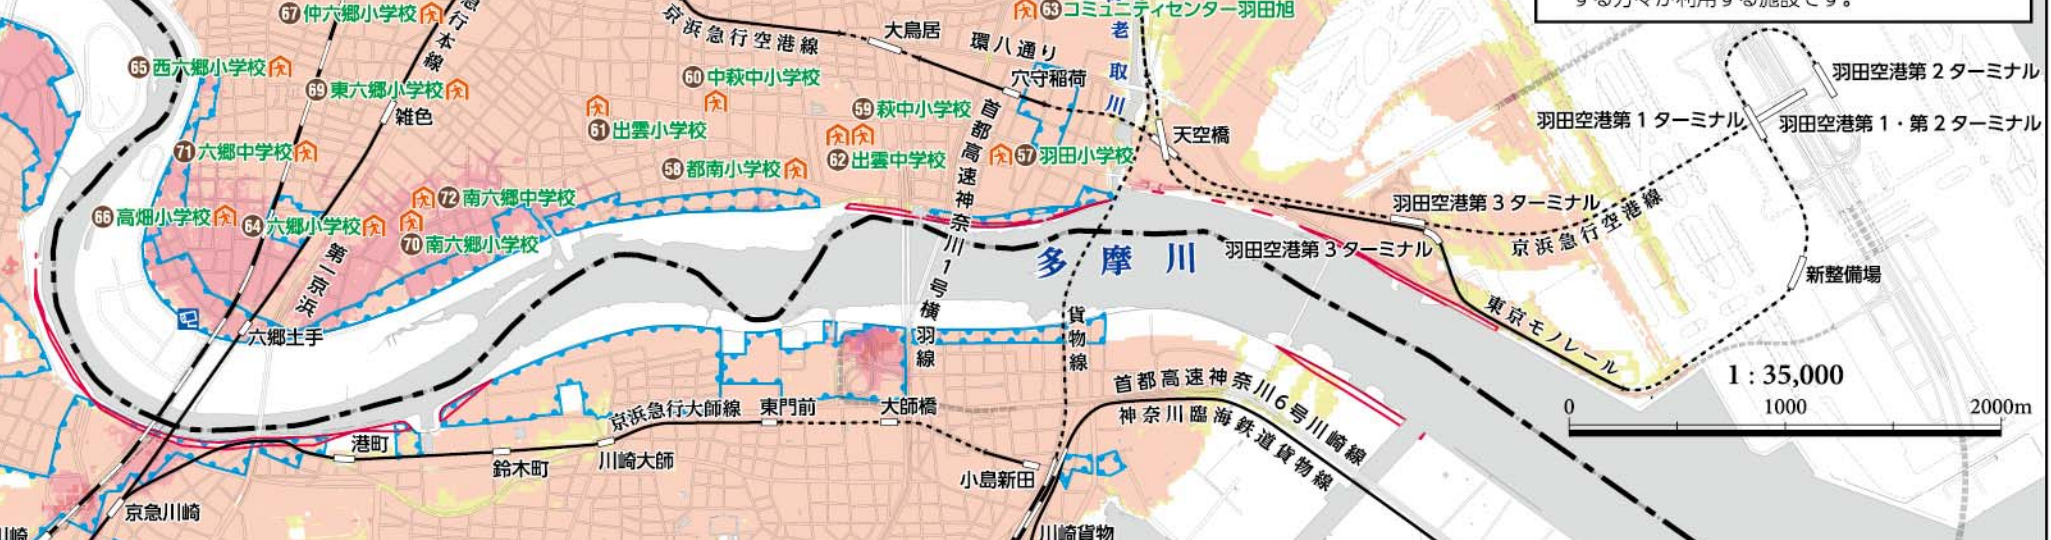 67 仲六郷小学校
急行本線
京浜急行空港線
大鳥居
環八通り
63 コミュニティセンター羽田旭
する方々が利用する施設です。
65 西六郷小学校
69 東六郷小学校
雑色
60 中萩中小学校
61 出雲小学校
59 萩中小学校
穴守稲荷
老取川
羽田空港第2ターミナル
羽田空港第1ターミナル
羽田空港第1・第2ターミナル
71 六郷中学校
58 都南小学校
62 出雲中学校
首都高速神奈川1号横羽線
57 羽田小学校
天空橋
66 高畑小学校
64 六郷小学校
72 南六郷中学校
70 南六郷小学校
第一京浜
多摩川
羽田空港第3ターミナル
羽田空港第3ターミナル
京浜急行空港線
新整備場
東京モノレール
六郷土手
貨物線
1:35,000
0 1000 2000m
首都高速神奈川6号川崎線
神奈川臨海鉄道貨物線
京浜急行大師線
東門前
大師橋
港町
鈴木町
川崎大師
小島新田
京急川崎
川崎
川崎貨物